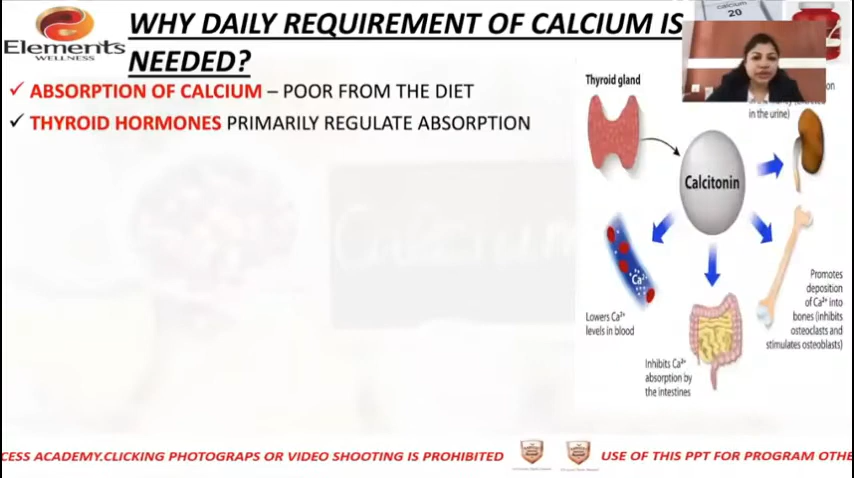 Elements
WELLNESS
WHY DAILY REQUIREMENT OF CALCIUM IS
NEEDED?
calcium
20
✓ ABSORPTION OF CALCIUM – POOR FROM THE DIET
✓ THYROID HORMONES PRIMARILY REGULATE ABSORPTION
Thyroid gland
in the urine)
Calcitonin
Ca²⁺
Lowers Ca²⁺
levels in blood
Inhibits Ca²⁺
absorption by
the intestines
Promotes
deposition
of Ca²⁺ into
bones (inhibits
osteoclasts and
stimulates osteoblasts)
CESS ACADEMY.CLICKING PHOTOGRAPS OR VIDEO SHOOTING IS PROHIBITED
USE OF THIS PPT FOR PROGRAM OTHE